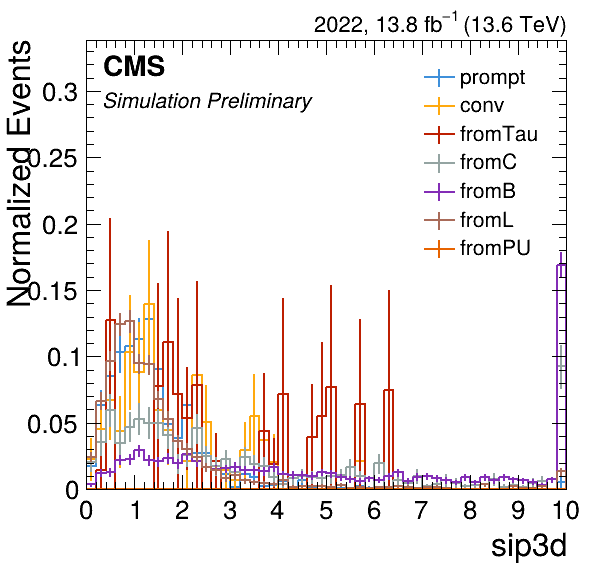 2022, 13.8 fb⁻¹ (13.6 TeV)
CMS
Simulation Preliminary
prompt
conv
fromTau
fromC
fromB
fromL
fromPU
Normalized Events
0.3
0.25
0.2
0.15
0.1
0.05
0
0 1 2 3 4 5 6 7 8 9 10
sip3d